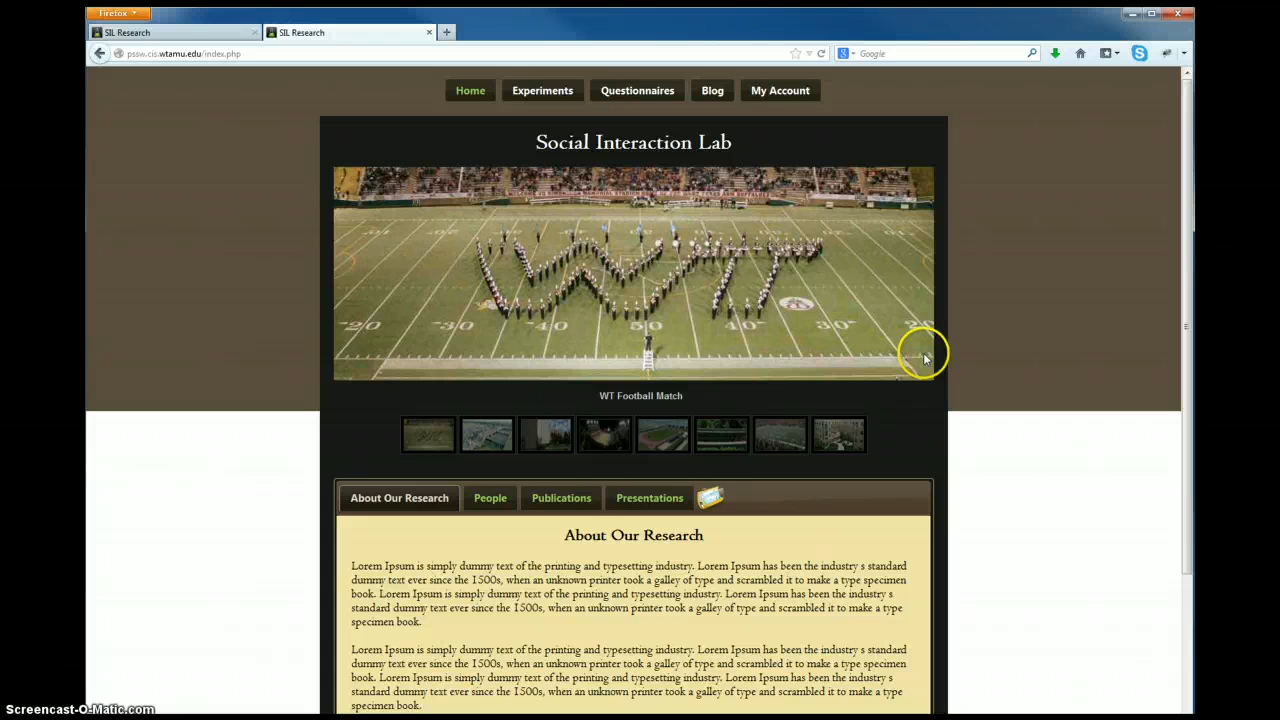 Firefox
SIL Research
SIL Research
pssw.cis.wtamu.edu/index.php
Google
Home
Experiments
Questionnaires
Blog
My Account
Social Interaction Lab
20 30 40 50 40 30 20
WT Football Match
About Our Research
People
Publications
Presentations
About Our Research
Lorem Ipsum is simply dummy text of the printing and typesetting industry. Lorem Ipsum has been the industry s standard
dummy text ever since the 1500s, when an unknown printer took a galley of type and scrambled it to make a type specimen
book. Lorem Ipsum is simply dummy text of the printing and typesetting industry. Lorem Ipsum has been the industry s
standard dummy text ever since the 1500s, when an unknown printer took a galley of type and scrambled it to make a type
specimen book.
Lorem Ipsum is simply dummy text of the printing and typesetting industry. Lorem Ipsum has been the industry s standard
dummy text ever since the 1500s, when an unknown printer took a galley of type and scrambled it to make a type specimen
book. Lorem Ipsum is simply dummy text of the printing and typesetting industry. Lorem Ipsum has been the industry s
standard dummy text ever since the 1500s, when an unknown printer took a galley of type and scrambled it to make a type
specimen book.
Screencast-O-Matic.com